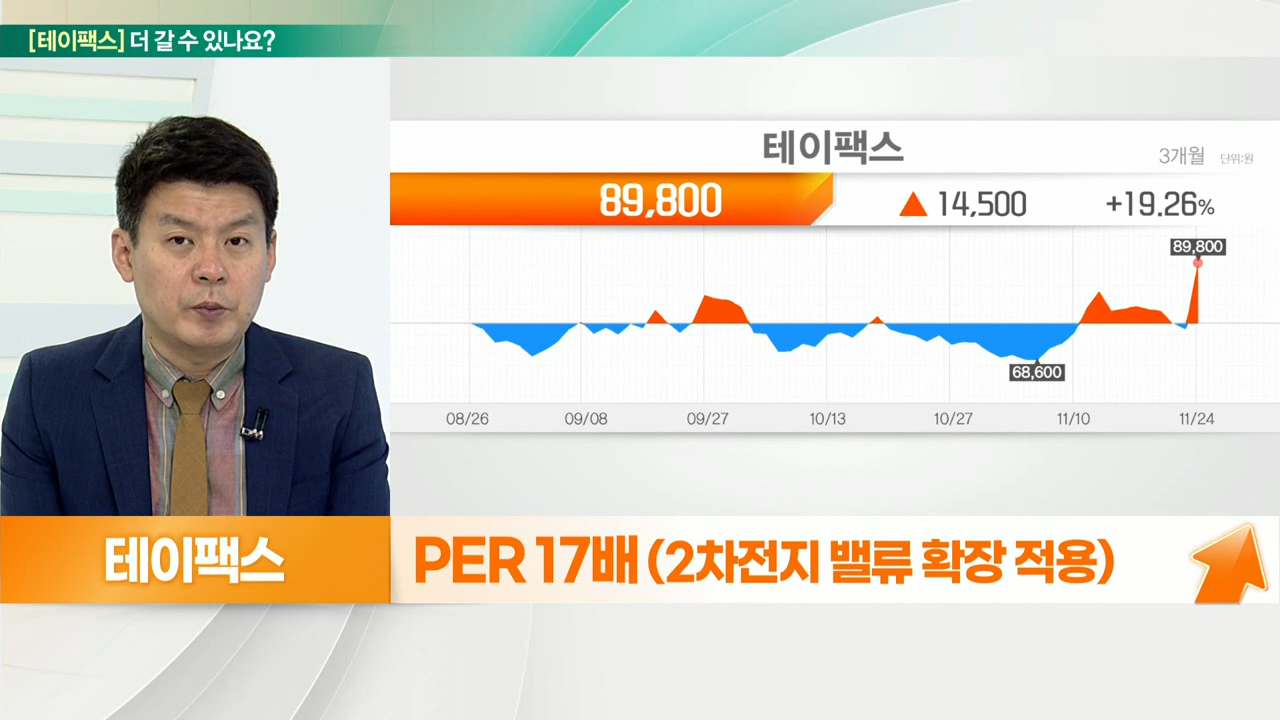 [테이팩스] 더 갈 수 있나요?
테이팩스
3개월 단위:원
89,800 ▲ 14,500 +19.26%
89,800
68,600
08/26 09/08 09/27 10/13 10/27 11/10 11/24
테이팩스
PER 17배 (2차전지 밸류 확장 적용)